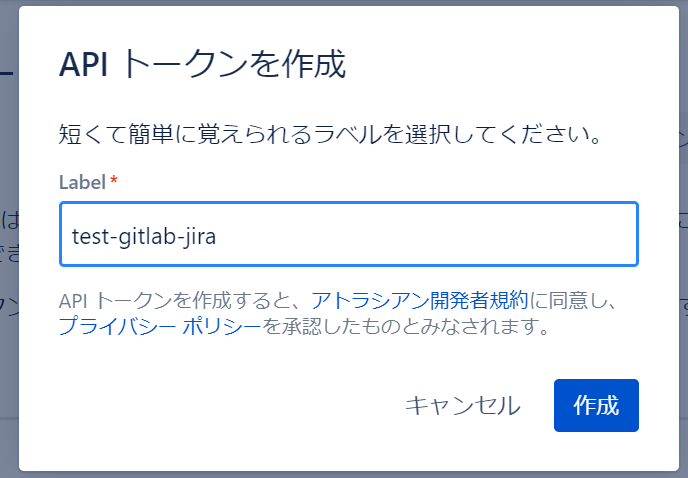 API トークンを作成
短くて簡単に覚えられるラベルを選択してください。
Label *
test-gitlab-jira
API トークンを作成すると、アトラシアン開発者規約に同意し、
プライバシー ポリシーを承認したものとみなされます。
キャンセル
作成